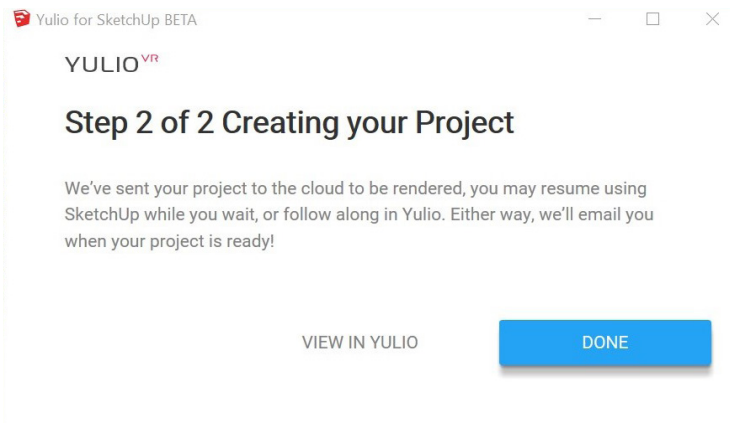 Yulio for SketchUp BETA
YULIO VR
Step 2 of 2 Creating your Project
We've sent your project to the cloud to be rendered, you may resume using
SketchUp while you wait, or follow along in Yulio. Either way, we'll email you
when your project is ready!
VIEW IN YULIO DONE